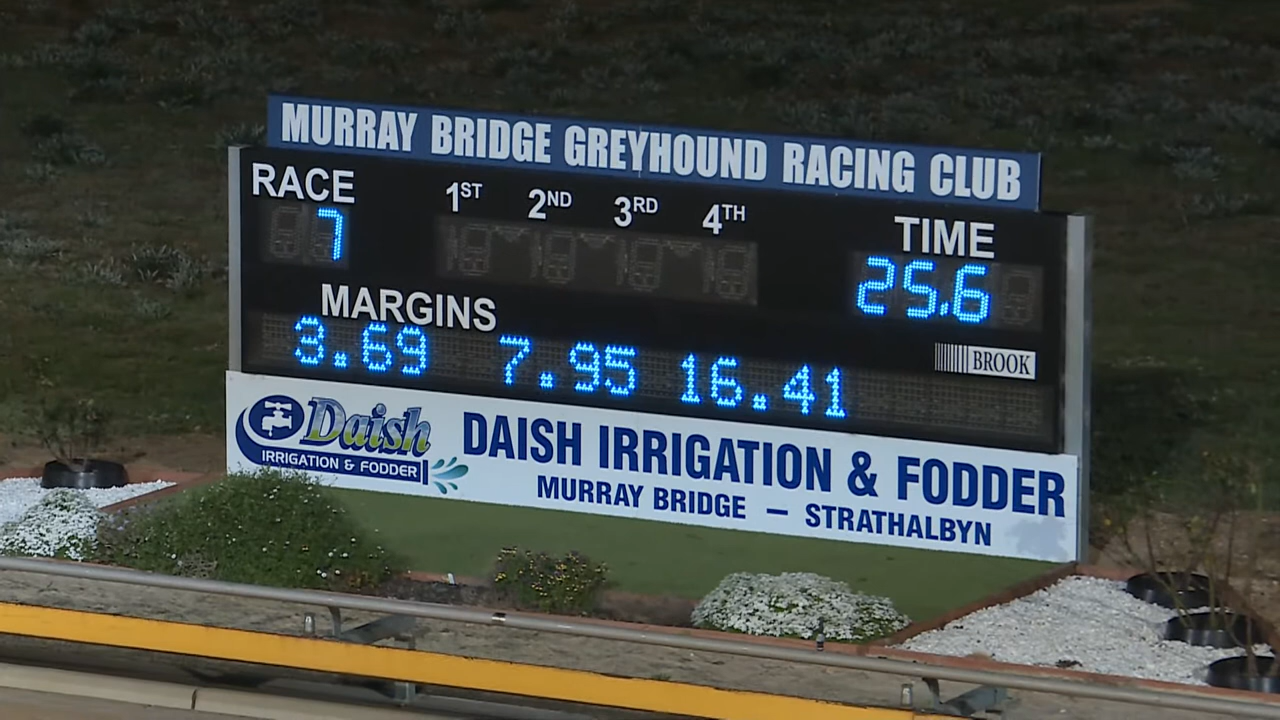 MURRAY BRIDGE GREYHOUND RACING CLUB
RACE 1ST 2ND 3RD 4TH TIME
7 25.6
MARGINS
3.69 7.95 16.41
BROOK
Daish
IRRIGATION & FODDER
DAISH IRRIGATION & FODDER
MURRAY BRIDGE – STRATHALBYN